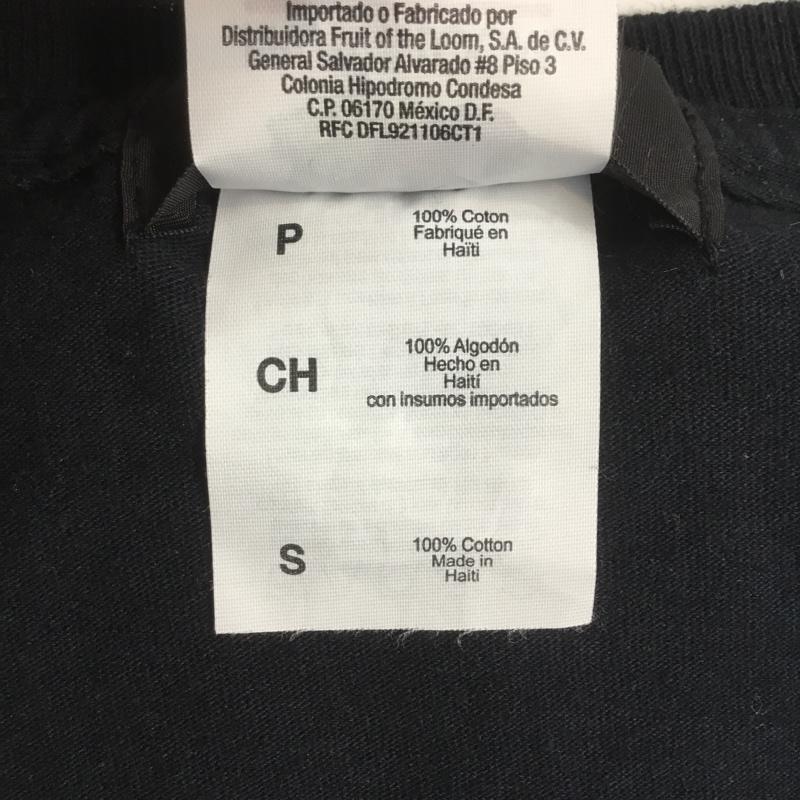 Importado o Fabricado por
Distribuidora Fruit of the Loom, S.A. de C.V.
General Salvador Alvarado #8 Piso 3
Colonia Hipodromo Condesa
C.P. 06170 México D.F.
RFC DFL921106CT1
P
100% Coton
Fabriqué en
Haïti
CH
100% Algodón
Hecho en
Haití
con insumos importados
S
100% Cotton
Made in
Haiti